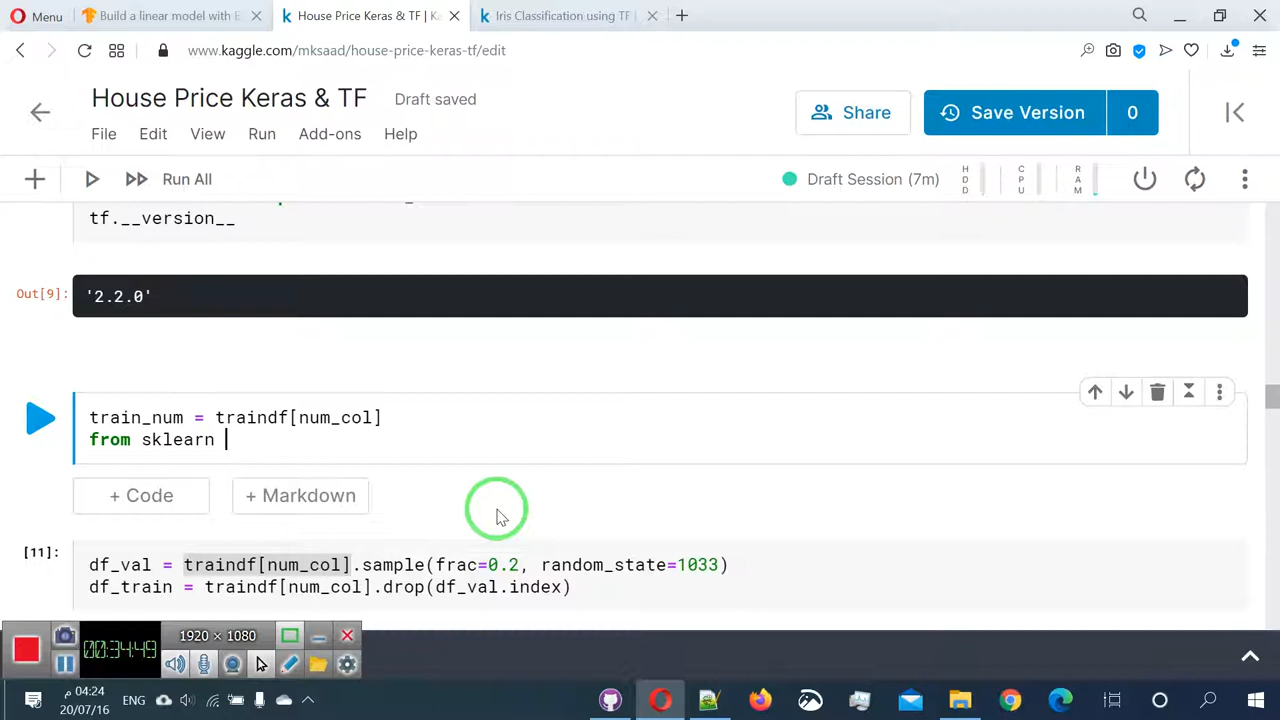 Menu
Build a linear model with E
House Price Keras & TF | Ka
Iris Classification using TF |
www.kaggle.com/mksaad/house-price-keras-tf/edit
House Price Keras & TF
Draft saved
Share
Save Version
0
File
Edit
View
Run
Add-ons
Help
Run All
Draft Session (7m)
HDD
CPU
RAM
tf.__version__
Out[9]:
'2.2.0'
train_num = traindf[num_col]
from sklearn
+ Code
+ Markdown
[11]:
df_val = traindf[num_col].sample(frac=0.2, random_state=1033)
df_train = traindf[num_col].drop(df_val.index)
1920 × 1080
00:34:49
ENG
04:24 م
20/07/16